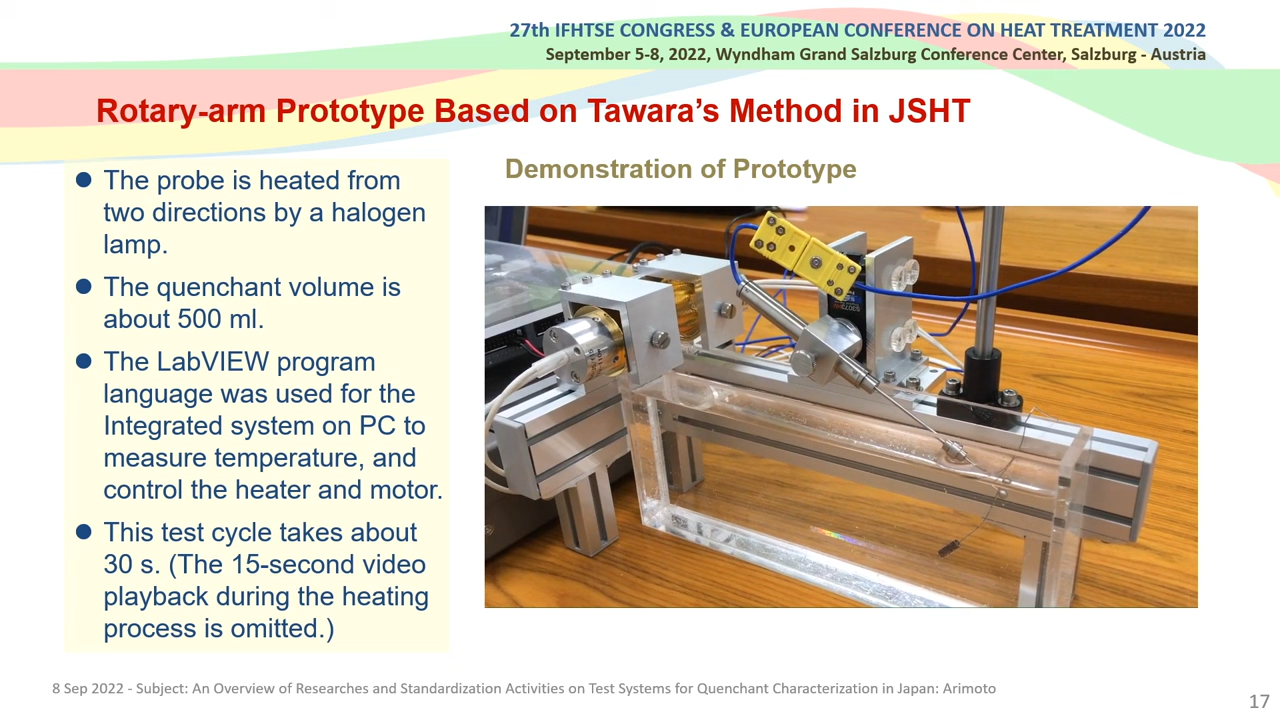 27th IFHTSE CONGRESS & EUROPEAN CONFERENCE ON HEAT TREATMENT 2022
September 5-8, 2022, Wyndham Grand Salzburg Conference Center, Salzburg - Austria
Rotary-arm Prototype Based on Tawara's Method in JSHT
● The probe is heated from
two directions by a halogen
lamp.
● The quenchant volume is
about 500 ml.
● The LabVIEW program
language was used for the
Integrated system on PC to
measure temperature, and
control the heater and motor.
● This test cycle takes about
30 s. (The 15-second video
playback during the heating
process is omitted.)
Demonstration of Prototype
8 Sep 2022 - Subject: An Overview of Researches and Standardization Activities on Test Systems for Quenchant Characterization in Japan: Arimoto
17